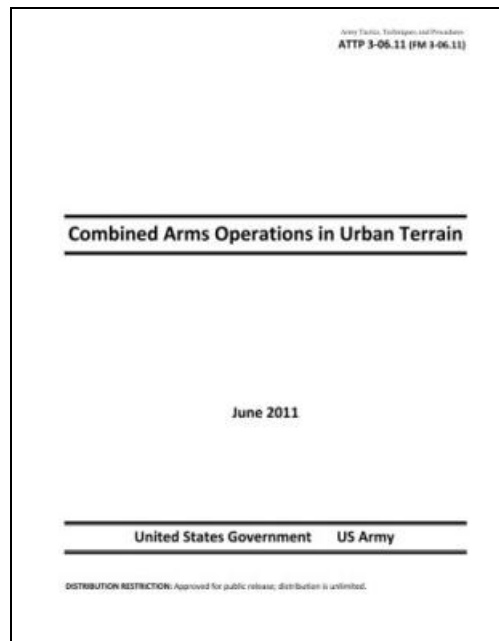 Army Tactics, Techniques, and Procedures
ATTP 3-06.11 (FM 3-06.11)
Combined Arms Operations in Urban Terrain
June 2011
United States Government US Army
DISTRIBUTION RESTRICTION: Approved for public release; distribution is unlimited.